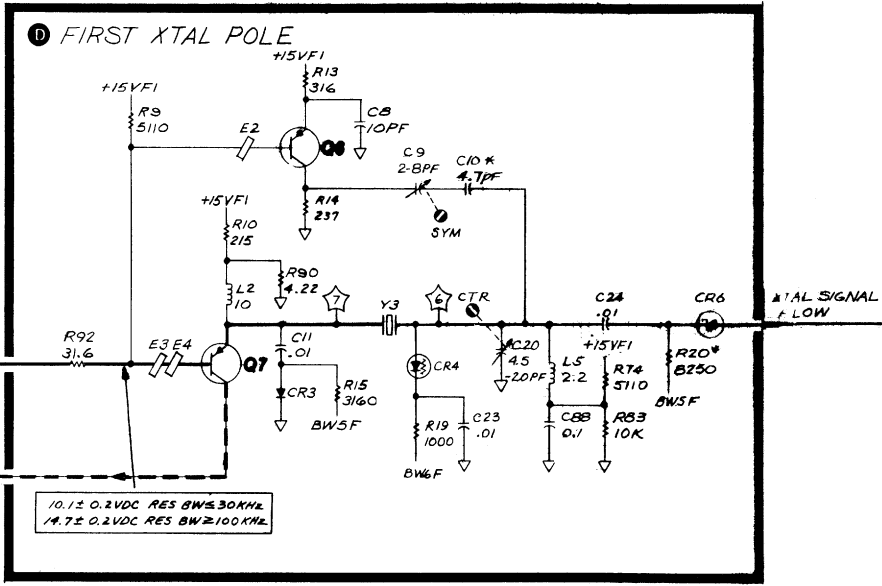 D FIRST XTAL POLE
+15VF1
R13
316
+15VF1
R9
5110
C8
10PF
E2
Q6
C9
2-8PF
C10*
4.7pF
+15VF1
R14
237
SYM
R10
215
R90
4.22
L2
10
7
Y3
6
CTR
C24
.01
CR6
XTAL SIGNAL
FLOW
R92
31.6
E3 E4
Q7
C11
.01
CR4
C20
4.5
-20PF
+15VF1
L5
2.2
R74
5110
R20*
8250
CR3
R15
3160
BW5F
BW5F
R19
1000
C23
.01
C88
0.1
R83
10K
BW6F
10.1± 0.2VDC RES BW≤30KHz
14.7± 0.2VDC RES BW≥100KHz